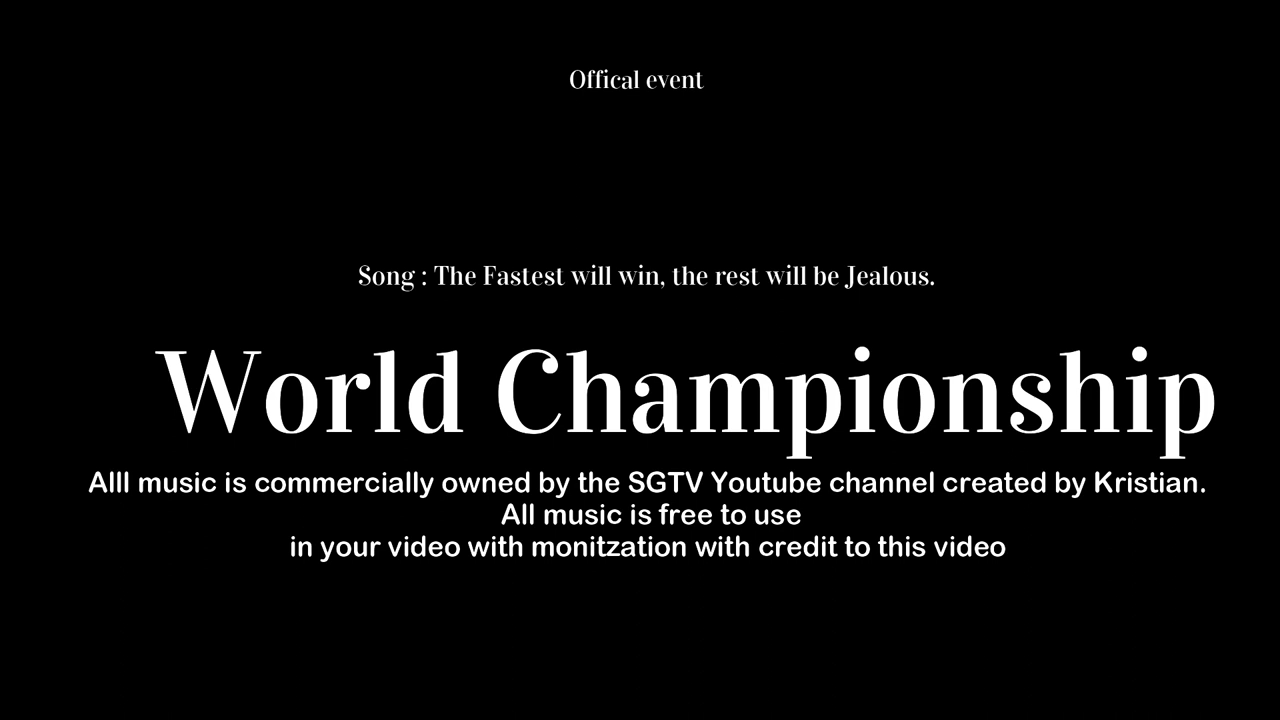 Offical event
Song : The Fastest will win, the rest will be Jealous.
World Championship
Alll music is commercially owned by the SGTV Youtube channel created by Kristian.
All music is free to use
in your video with monitzation with credit to this video